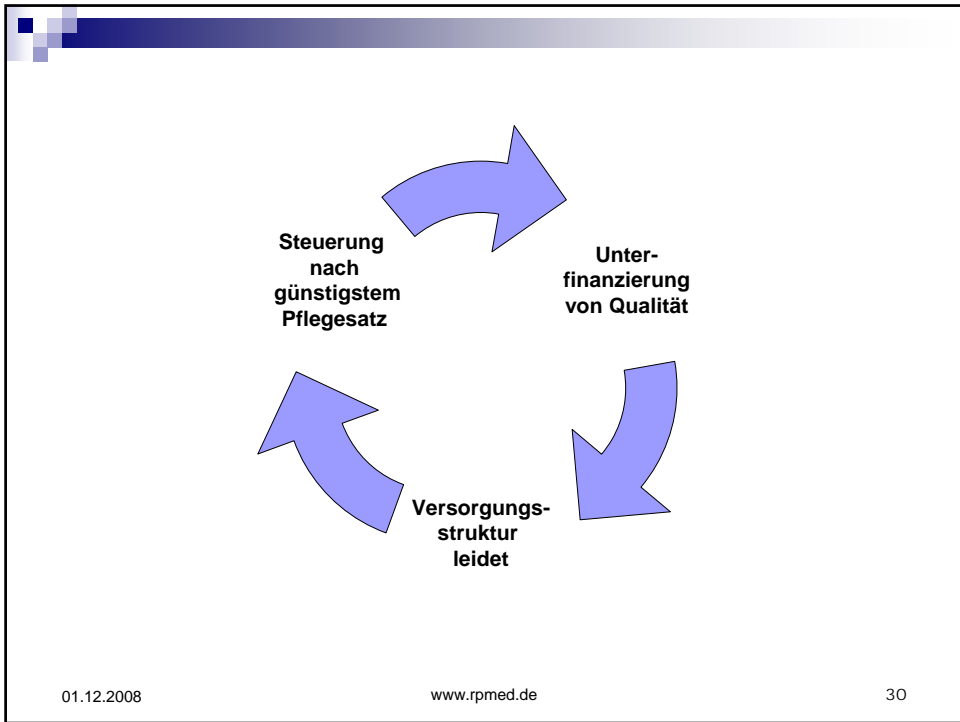 Steuerung
nach
günstigstem
Pflegesatz
Unter-
finanzierung
von Qualität
Versorgungs-
struktur
leidet
01.12.2008
www.rpmed.de
30